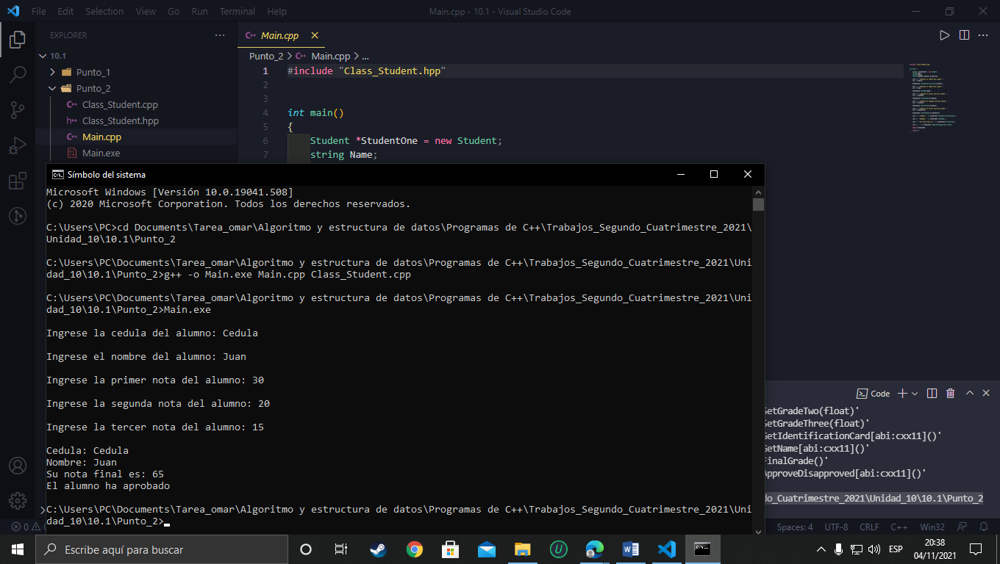 File Edit Selection View Go Run Terminal Help Main.cpp - 10.1 - Visual Studio Code
EXPLORER
10.1
Punto_1
Punto_2
Class_Student.cpp
Class_Student.hpp
Main.cpp
Main.exe
Main.cpp
Punto_2 > Main.cpp > ...
1 #include "Class_Student.hpp"
2
3
4 int main()
5 {
6 Student *StudentOne = new Student;
7 string Name;
Símbolo del sistema
Microsoft Windows [Versión 10.0.19041.508]
(c) 2020 Microsoft Corporation. Todos los derechos reservados.
C:\Users\PC>cd Documents\Tarea_omar\Algoritmo y estructura de datos\Programas de C++\Trabajos_Segundo_Cuatrimestre_2021\
Unidad_10\10.1\Punto_2
C:\Users\PC\Documents\Tarea_omar\Algoritmo y estructura de datos\Programas de C++\Trabajos_Segundo_Cuatrimestre_2021\Uni
dad_10\10.1\Punto_2>g++ -o Main.exe Main.cpp Class_Student.cpp
C:\Users\PC\Documents\Tarea_omar\Algoritmo y estructura de datos\Programas de C++\Trabajos_Segundo_Cuatrimestre_2021\Uni
dad_10\10.1\Punto_2>Main.exe
Ingrese la cedula del alumno: Cedula
Ingrese el nombre del alumno: Juan
Ingrese la primer nota del alumno: 30
Ingrese la segunda nota del alumno: 20
Ingrese la tercer nota del alumno: 15
Cedula: Cedula
Nombre: Juan
Su nota final es: 65
El alumno ha aprobado
C:\Users\PC\Documents\Tarea_omar\Algoritmo y estructura de datos\Programas de C++\Trabajos_Segundo_Cuatrimestre_2021\Uni
dad_10\10.1\Punto_2>
Code
SetGradeTwo(float)'
SetGradeThree(float)'
GetIdentificationCard[abi:cxx11]()'
GetName[abi:cxx11]()'
FinalGrade()'
ApproveDisapproved[abi:cxx11]()'
do_Cuatrimestre_2021\Unidad_10\10.1\Punto_2
0 Spaces: 4 UTF-8 CRLF C++ Win32
Escribe aquí para buscar
ESP
20:38
04/11/2021